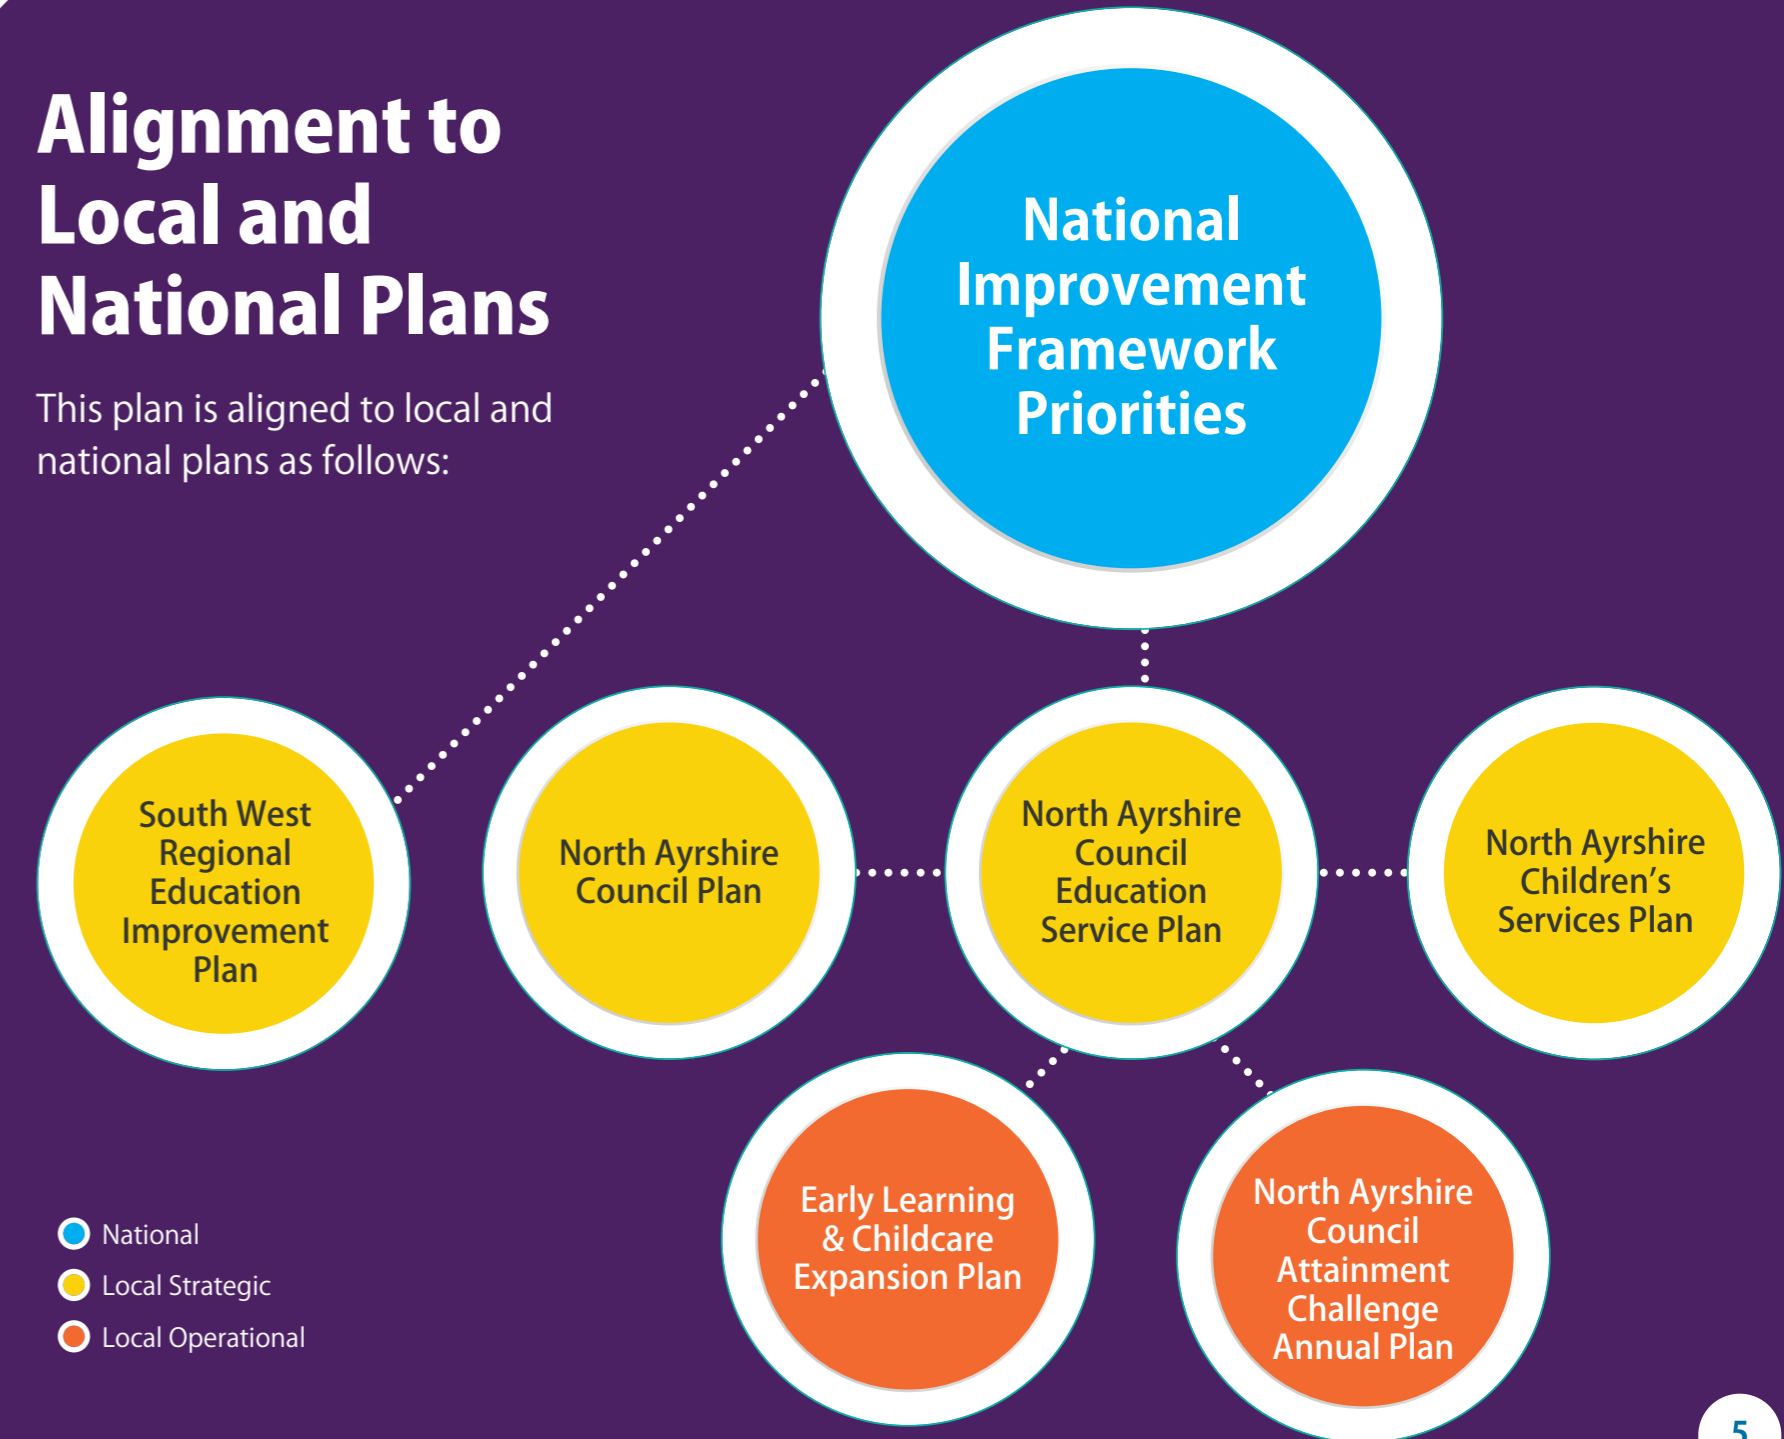 Alignment to
Local and
National Plans
This plan is aligned to local and
national plans as follows:
National
Improvement
Framework
Priorities
South West
Regional
Education
Improvement
Plan
North Ayrshire
Council Plan
North Ayrshire
Council
Education
Service Plan
North Ayrshire
Children’s
Services Plan
Early Learning
& Childcare
Expansion Plan
North Ayrshire
Council
Attainment
Challenge
Annual Plan
National
Local Strategic
Local Operational
5